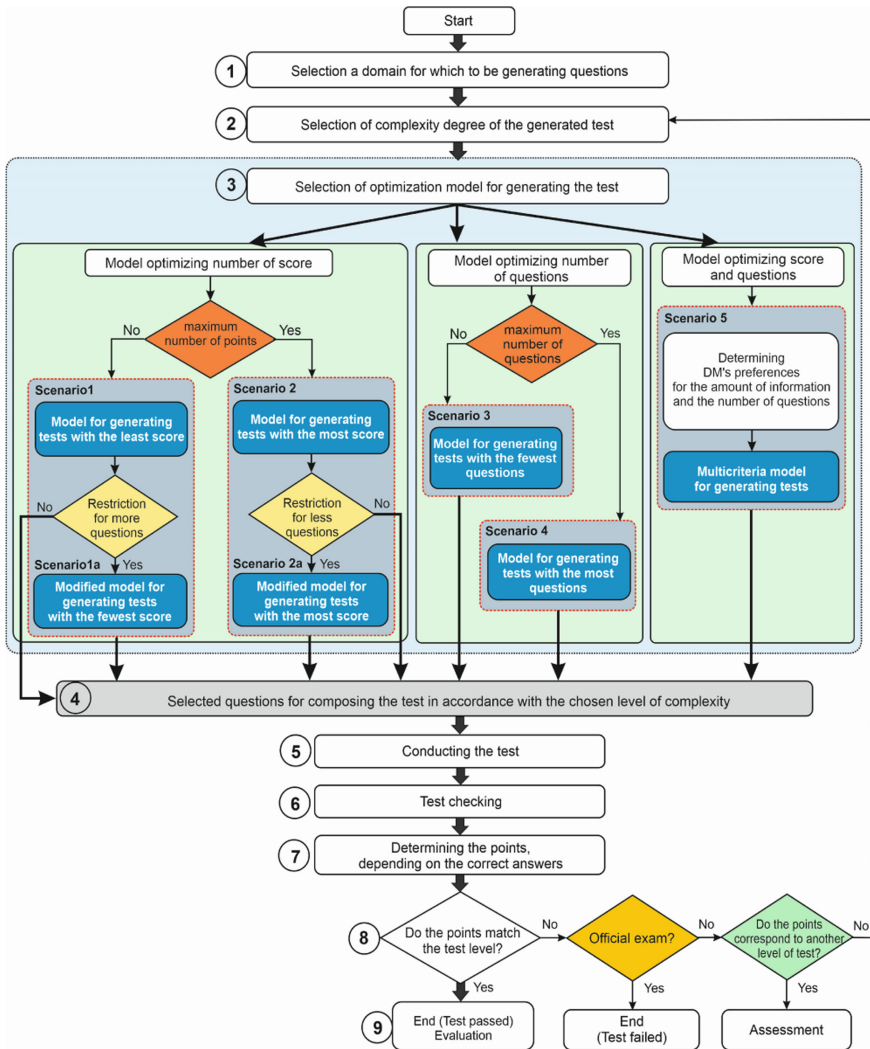 Start
1
Selection a domain for which to be generating questions
2
Selection of complexity degree of the generated test
3
Selection of optimization model for generating the test
Model optimizing number of score
maximum
number of points
No
Yes
Scenario1
Model for generating
tests with the least score
Restriction
for more
questions
No
Yes
Scenario1a
Modified model for
generating tests
with the fewest score
Scenario 2
Model for generating
tests with the most score
Restriction
for less
questions
No
Yes
Scenario 2a
Modified model for
generating tests
with the most score
Model optimizing number
of questions
maximum
number of
questions
No
Yes
Scenario 3
Model for generating
tests with the fewest
questions
Scenario 4
Model for generating
tests with the most
questions
Model optimizing score
and questions
Scenario 5
Determining
DM's preferences
for the amount of information
and the number of questions
Multicriteria model
for generating tests
4
Selected questions for composing the test in accordance with the chosen level of complexity
5
Conducting the test
6
Test checking
7
Determining the points,
depending on the correct answers
8
Do the points match
the test level?
No
Yes
Official exam?
No
Yes
Do the points
correspond to another
level of test?
No
Yes
9
End (Test passed)
Evaluation
End
(Test failed)
Assessment